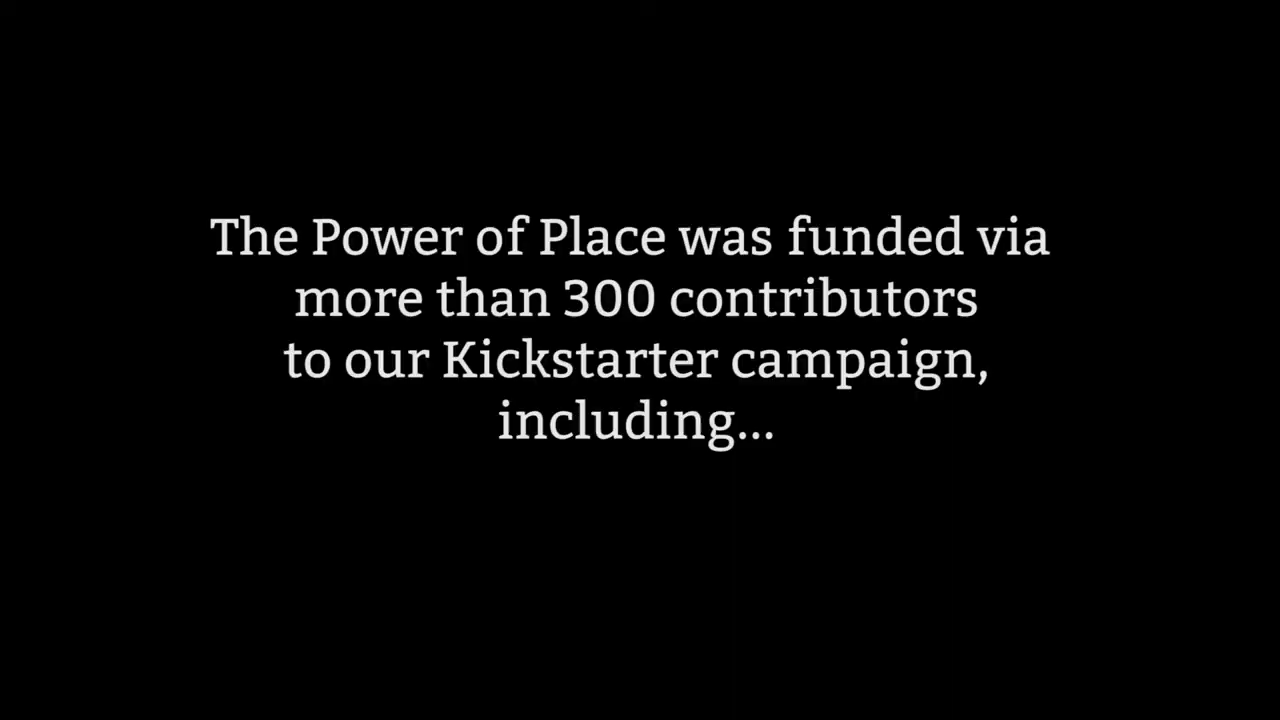 The Power of Place was funded via
more than 300 contributors
to our Kickstarter campaign,
including...